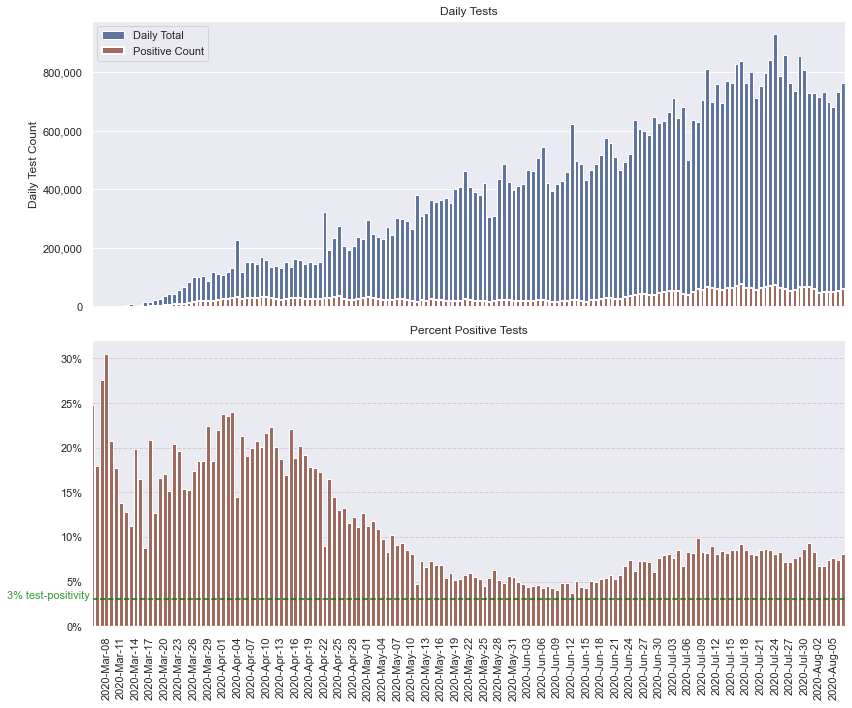 Daily Tests
Daily Total
Positive Count
Daily Test Count
800,000
600,000
400,000
200,000
0
Percent Positive Tests
30%
25%
20%
15%
10%
5%
3% test-positivity
0%
2020-Mar-08
2020-Mar-11
2020-Mar-14
2020-Mar-17
2020-Mar-20
2020-Mar-23
2020-Mar-26
2020-Mar-29
2020-Apr-01
2020-Apr-04
2020-Apr-07
2020-Apr-10
2020-Apr-13
2020-Apr-16
2020-Apr-19
2020-Apr-22
2020-Apr-25
2020-Apr-28
2020-May-01
2020-May-04
2020-May-07
2020-May-10
2020-May-13
2020-May-16
2020-May-19
2020-May-22
2020-May-25
2020-May-28
2020-May-31
2020-Jun-03
2020-Jun-06
2020-Jun-09
2020-Jun-12
2020-Jun-15
2020-Jun-18
2020-Jun-21
2020-Jun-24
2020-Jun-27
2020-Jun-30
2020-Jul-03
2020-Jul-06
2020-Jul-09
2020-Jul-12
2020-Jul-15
2020-Jul-18
2020-Jul-21
2020-Jul-24
2020-Jul-27
2020-Jul-30
2020-Aug-02
2020-Aug-05